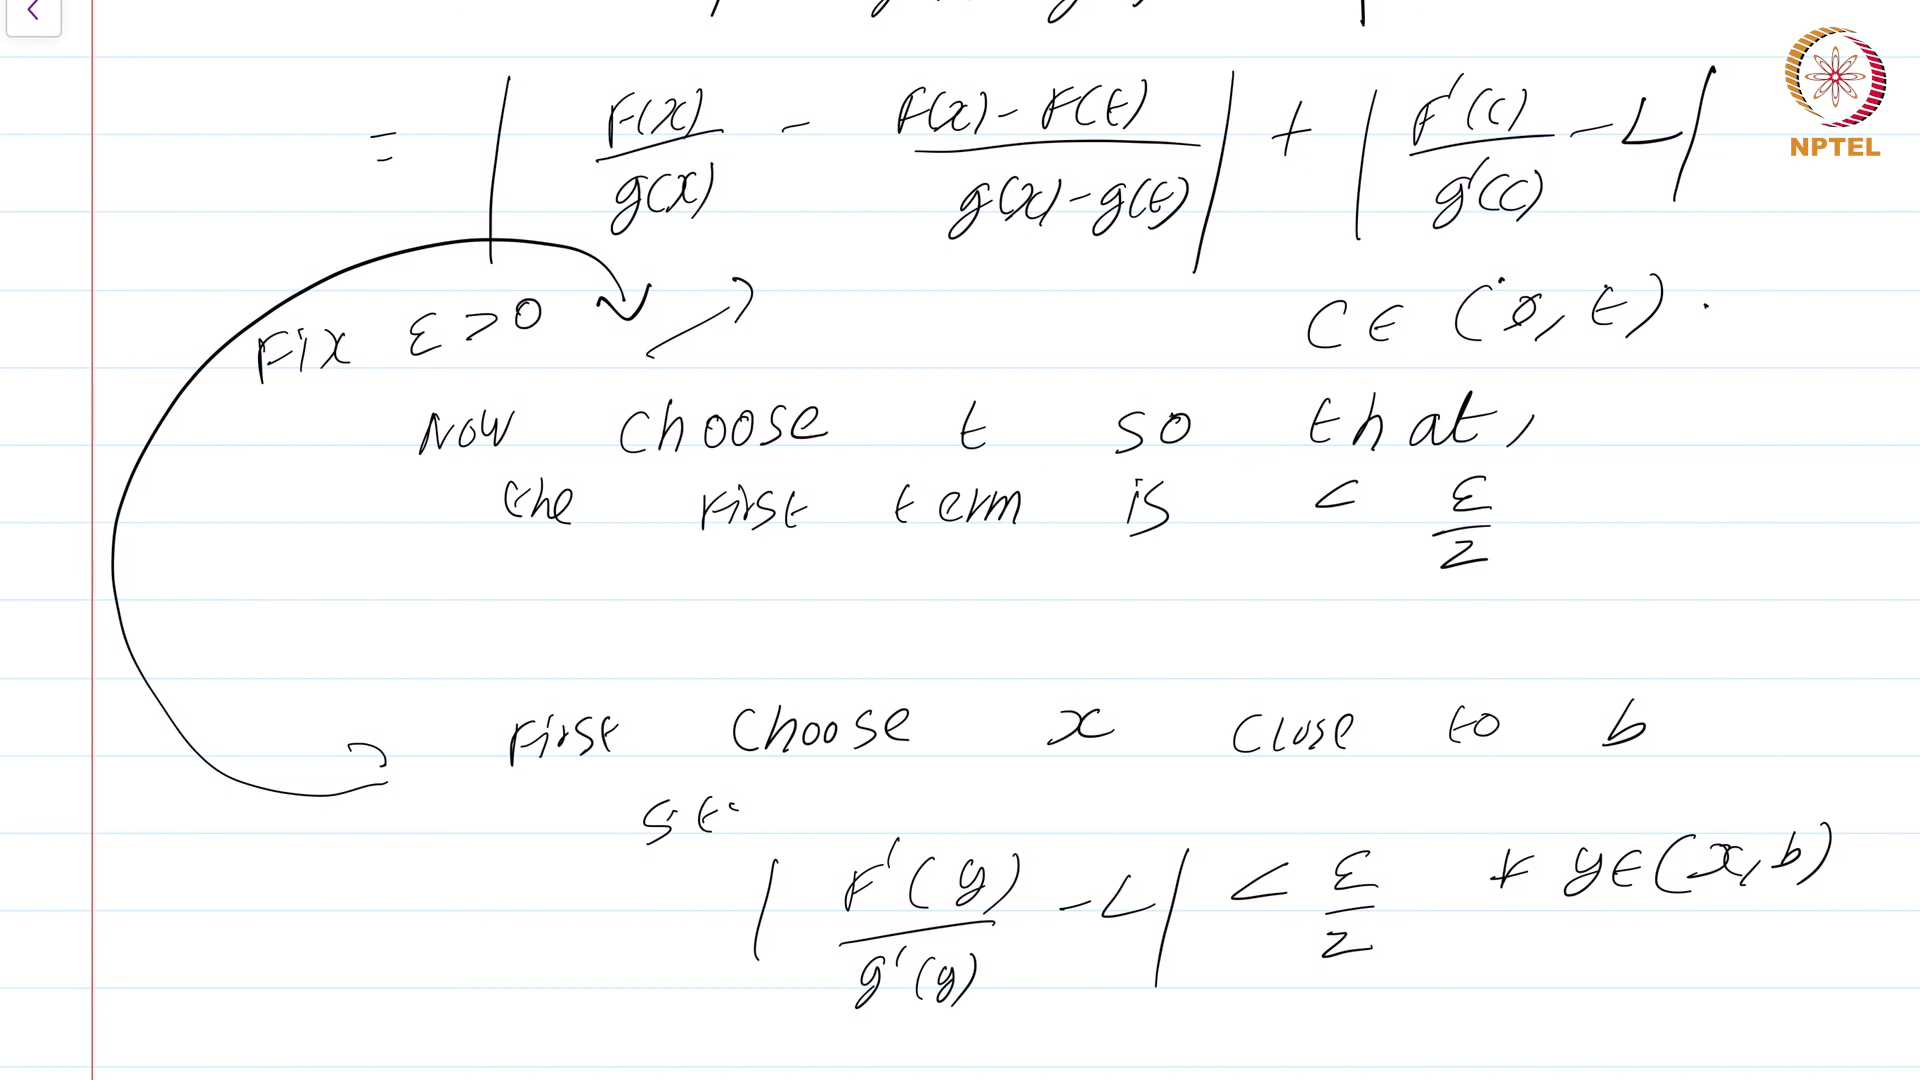 = | F(x)/g(x) - F(x) - F(t)/g(x) - g(t) | + | F'(c)/g'(c) - L |
NPTEL
Fix ε > 0
C ∈ (x, t).
Now choose t so that,
the first term is < ε/2
First choose x close to b
s.t.
| F'(y)/g'(y) - L | < ε/2 ∀ y ∈ (x, b)